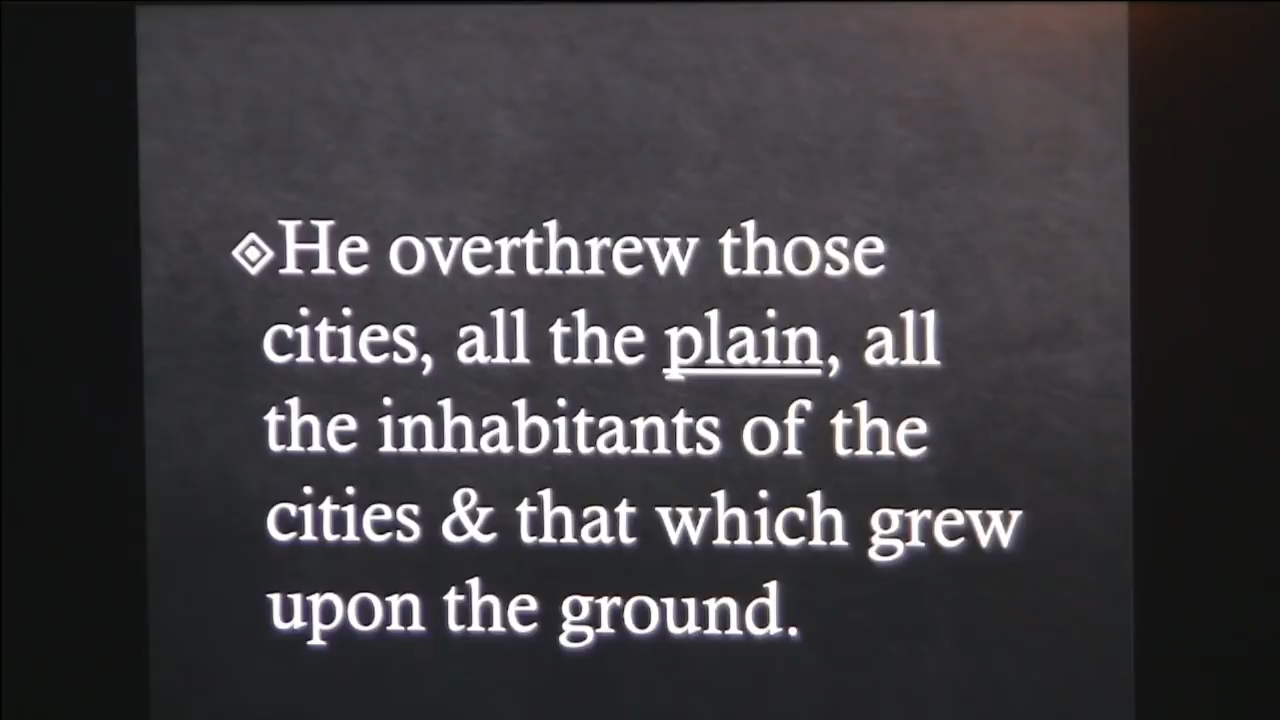 He overthrew those
cities, all the plain, all
the inhabitants of the
cities & that which grew
upon the ground.